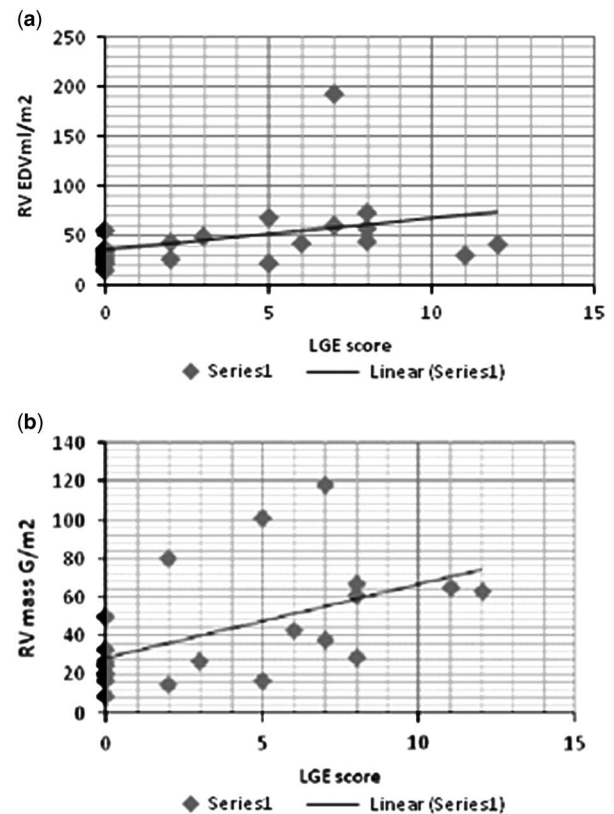 (a)
250
200
150
100
50
0
RV EDVml/m2
0 5 10 15
LGE score
Series1 Linear (Series1)
(b)
140
120
100
80
60
40
20
0
RV mass G/m2
0 5 10 15
LGE score
Series1 Linear (Series1)